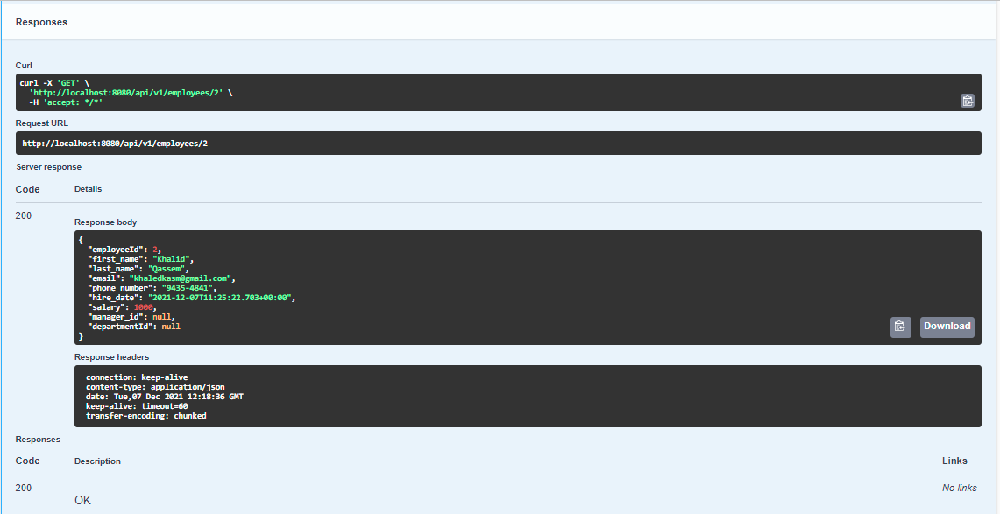 Responses
Curl
curl -X 'GET' \
'http://localhost:8080/api/v1/employees/2' \
-H 'accept: */*'
Request URL
http://localhost:8080/api/v1/employees/2
Server response
Code Details
200
Response body
{
"employeeId": 2,
"first_name": "Khalid",
"last_name": "Qassem",
"email": "khaledkasm@gmail.com",
"phone_number": "9435-4841",
"hire_date": "2021-12-07T11:25:22.703+00:00",
"salary": 1000,
"manager_id": null,
"departmentId": null
}
Download
Response headers
connection: keep-alive
content-type: application/json
date: Tue,07 Dec 2021 12:18:36 GMT
keep-alive: timeout=60
transfer-encoding: chunked
Responses
Code Description Links
200 No links
OK